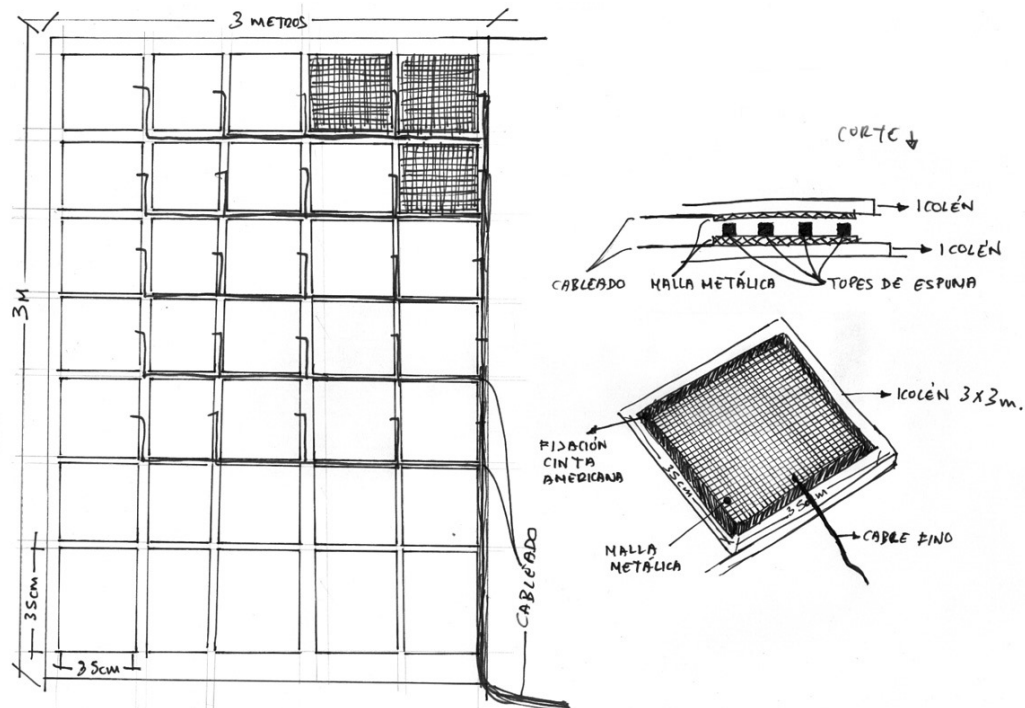 3 METROS
3M
35cm
35cm
CABLEADO
CORTE
ICOLÉN
ICOLÉN
CABLEADO
MALLA METÁLICA
TOPES DE ESPUMA
ICOLÉN 3X3m.
FIJACIÓN
CINTA
AMERICANA
35cm
35cm
MALLA
METÁLICA
CABLE FINO